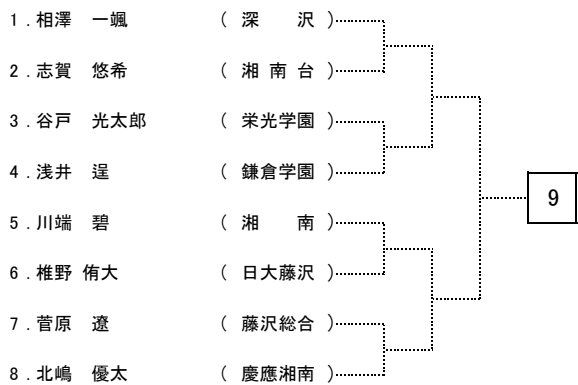 1．相澤　一颯　（ 深　　沢 ）
2．志賀　悠希　（ 湘 南 台 ）
3．谷戸　光太郎　（ 栄光学園 ）
4．浅井　逞　（ 鎌倉学園 ）
5．川端　碧　（ 湘　　南 ）
6．椎野 侑大　（ 日大藤沢 ）
7．菅原　遼　（ 藤沢総合 ）
8．北嶋　優太　（ 慶應湘南 ）
9